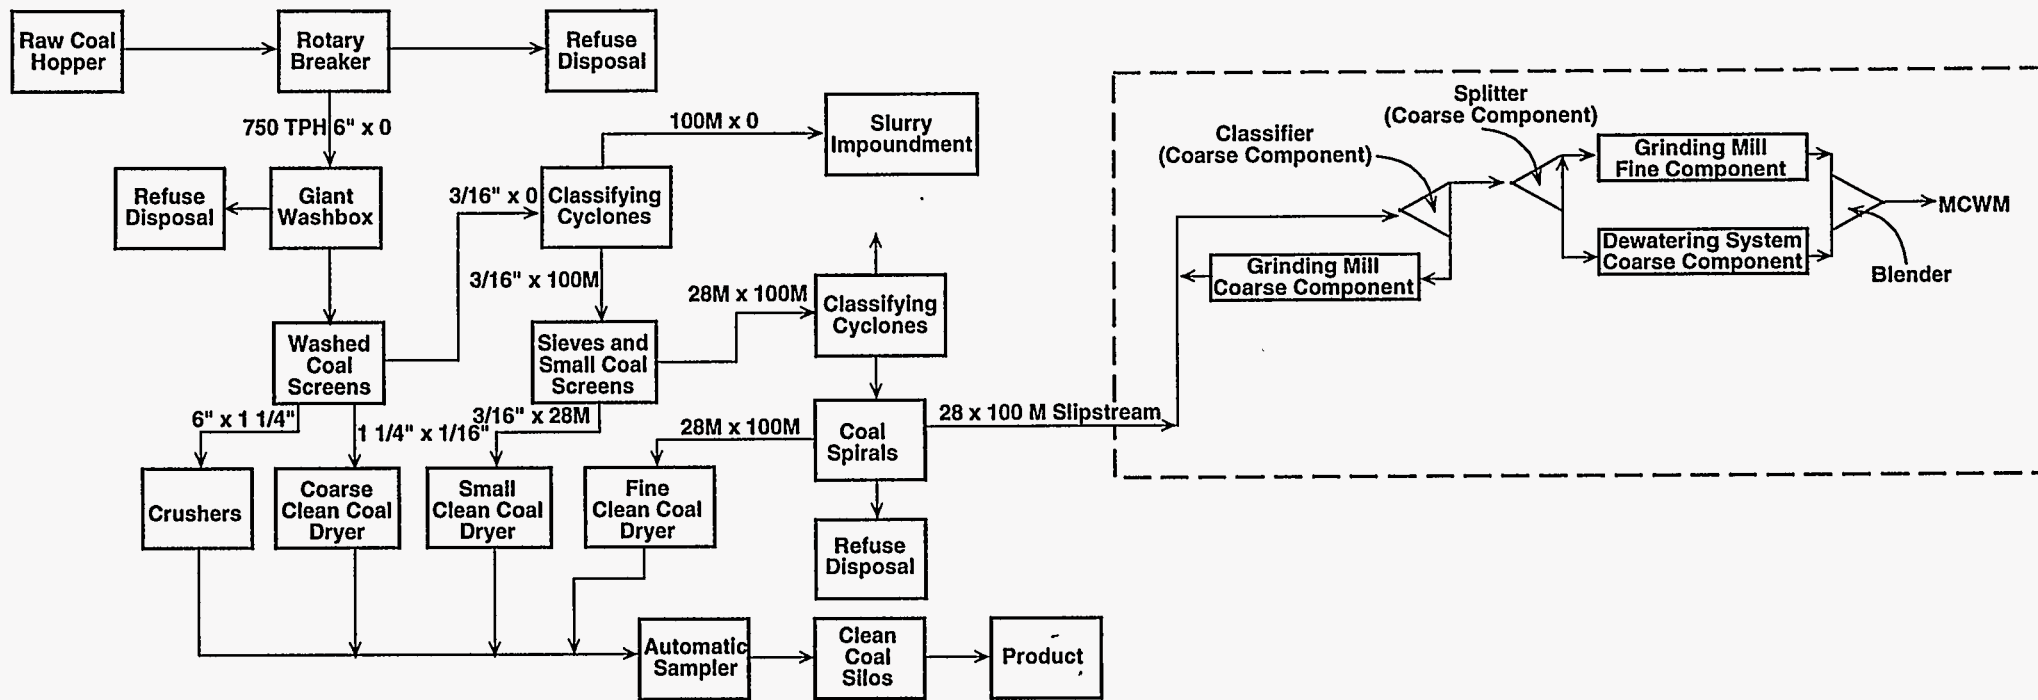 Raw Coal
Hopper
Rotary
Breaker
Refuse
Disposal
750 TPH 6" x 0
100M x 0
Slurry
Impoundment
Refuse
Disposal
Giant
Washbox
3/16" x 0
Classifying
Cyclones
3/16" x 100M
28M x 100M
Classifying
Cyclones
Washed
Coal
Screens
Sieves and
Small Coal
Screens
6" x 1 1/4"
1 1/4" x 1/16"
3/16" x 28M
28M x 100M
Coal
Spirals
28 x 100 M Slipstream
Crushers
Coarse
Clean Coal
Dryer
Small
Clean Coal
Dryer
Fine
Clean Coal
Dryer
Refuse
Disposal
Automatic
Sampler
Clean
Coal
Silos
Product
Classifier
(Coarse Component)
Splitter
(Coarse Component)
Grinding Mill
Fine Component
Grinding Mill
Coarse Component
Dewatering System
Coarse Component
MCWM
Blender